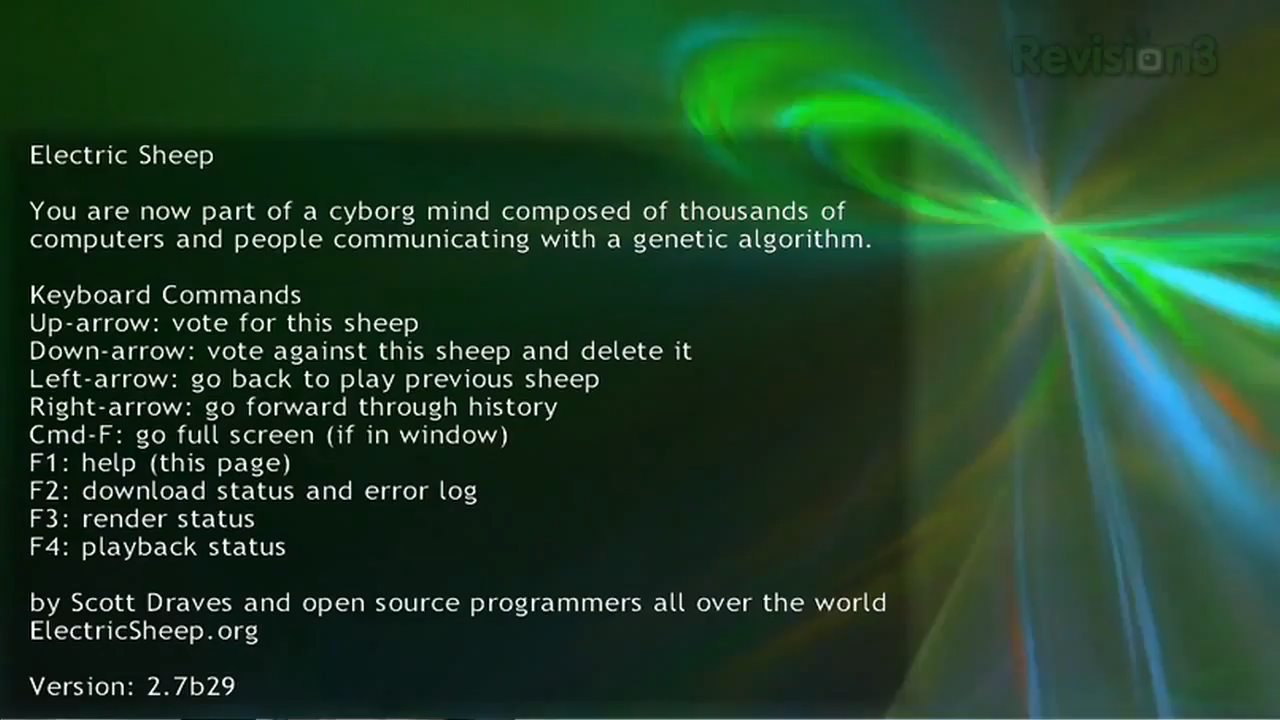 Revision3
Electric Sheep
You are now part of a cyborg mind composed of thousands of
computers and people communicating with a genetic algorithm.
Keyboard Commands
Up-arrow: vote for this sheep
Down-arrow: vote against this sheep and delete it
Left-arrow: go back to play previous sheep
Right-arrow: go forward through history
Cmd-F: go full screen (if in window)
F1: help (this page)
F2: download status and error log
F3: render status
F4: playback status
by Scott Draves and open source programmers all over the world
ElectricSheep.org
Version: 2.7b29